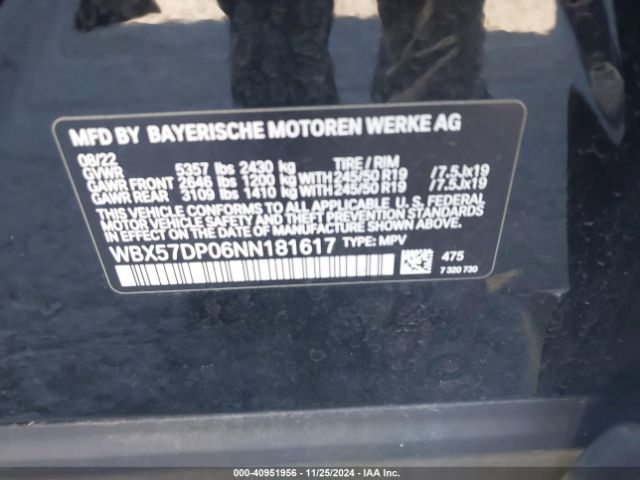 MFD BY BAYERISCHE MOTOREN WERKE AG
08/22
GVWR 5357 lbs 2430 kg TIRE / RIM
GAWR FRONT 2646 lbs 1200 kg WITH 245/50 R19 /7.5Jx19
GAWR REAR 3109 lbs 1410 kg WITH 245/50 R19 /7.5Jx19
THIS VEHICLE CONFORMS TO ALL APPLICABLE U. S. FEDERAL
MOTOR VEHICLE SAFETY, BUMPER, AND THEFT PREVENTION
STANDARDS IN EFFECT ON THE DATE OF MANUFACTURE SHOWN ABOVE.
WBX57DP06NN181617 TYPE: MPV
475
7 320 730
000-40951956 - 11/25/2024 - IAA Inc.